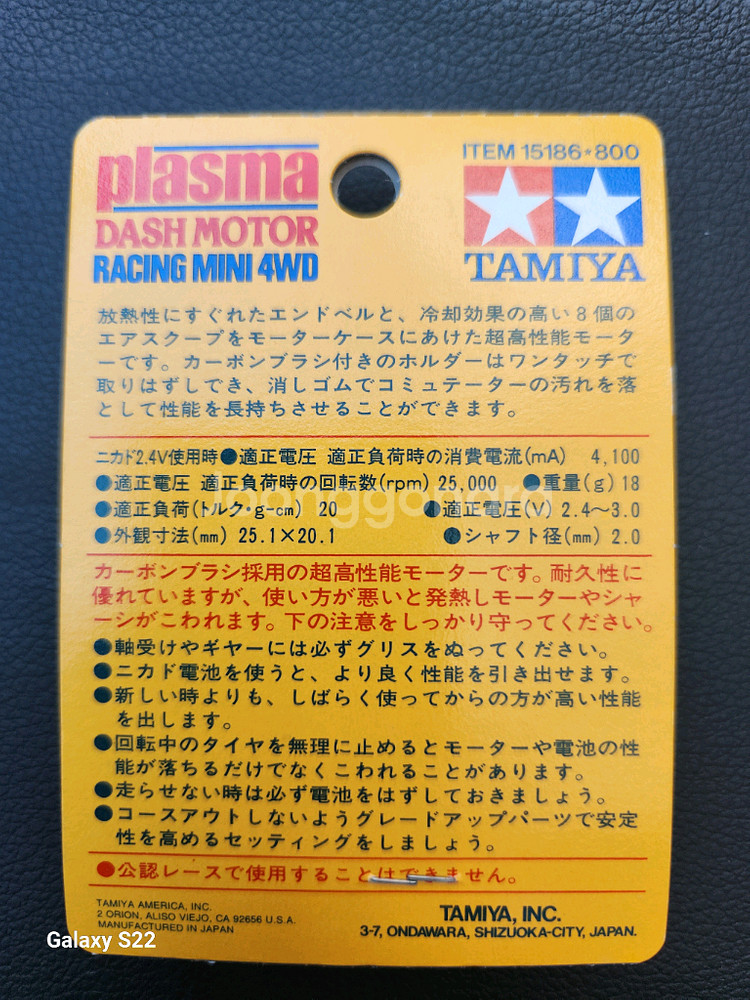 plasma
DASH MOTOR
RACING MINI 4WD
ITEM 15186★800
TAMIYA
放熱性にすぐれたエンドベルと、冷却効果の高い8個の
エアスクープをモーターケースにあけた超高性能モータ
ーです。カーボンブラシ付きのホルダーはワンタッチで
取りはずしでき、消しゴムでコミュテーターの汚れを落
として性能を長持ちさせることができます。
ニカド2.4V使用時●適正電圧 適正負荷時の消費電流(mA) 4,100
●適正電圧 適正負荷時の回転数(rpm) 25,000 ●重量(g) 18
●適正負荷(トルク・g-cm) 20 ●適正電圧(V) 2.4〜3.0
●外観寸法(mm) 25.1×20.1 ●シャフト径(mm) 2.0
joonggonara
カーボンブラシ採用の超高性能モーターです。耐久性に
優れていますが、使い方が悪いと発熱しモーターやシャ
ーシがこわれます。下の注意をしっかり守ってください。
●軸受けやギヤーには必ずグリスをぬってください。
●ニカド電池を使うと、より良く性能を引き出せます。
●新しい時よりも、しばらく使ってからの方が高い性能
を出します。
●回転中のタイヤを無理に止めるとモーターや電池の性
能が落ちるだけでなくこわれることがあります。
●走らせない時は必ず電池をはずしておきましょう。
●コースアウトしないようグレードアップパーツで安定
性を高めるセッティングをしましょう。
●公認レースで使用することはできません。
TAMIYA AMERICA, INC.
2 ORION, ALISO VIEJO, CA 92656 U.S.A.
MANUFACTURED IN JAPAN
TAMIYA, INC.
3-7, ONDAWARA, SHIZUOKA-CITY, JAPAN.
Galaxy S22